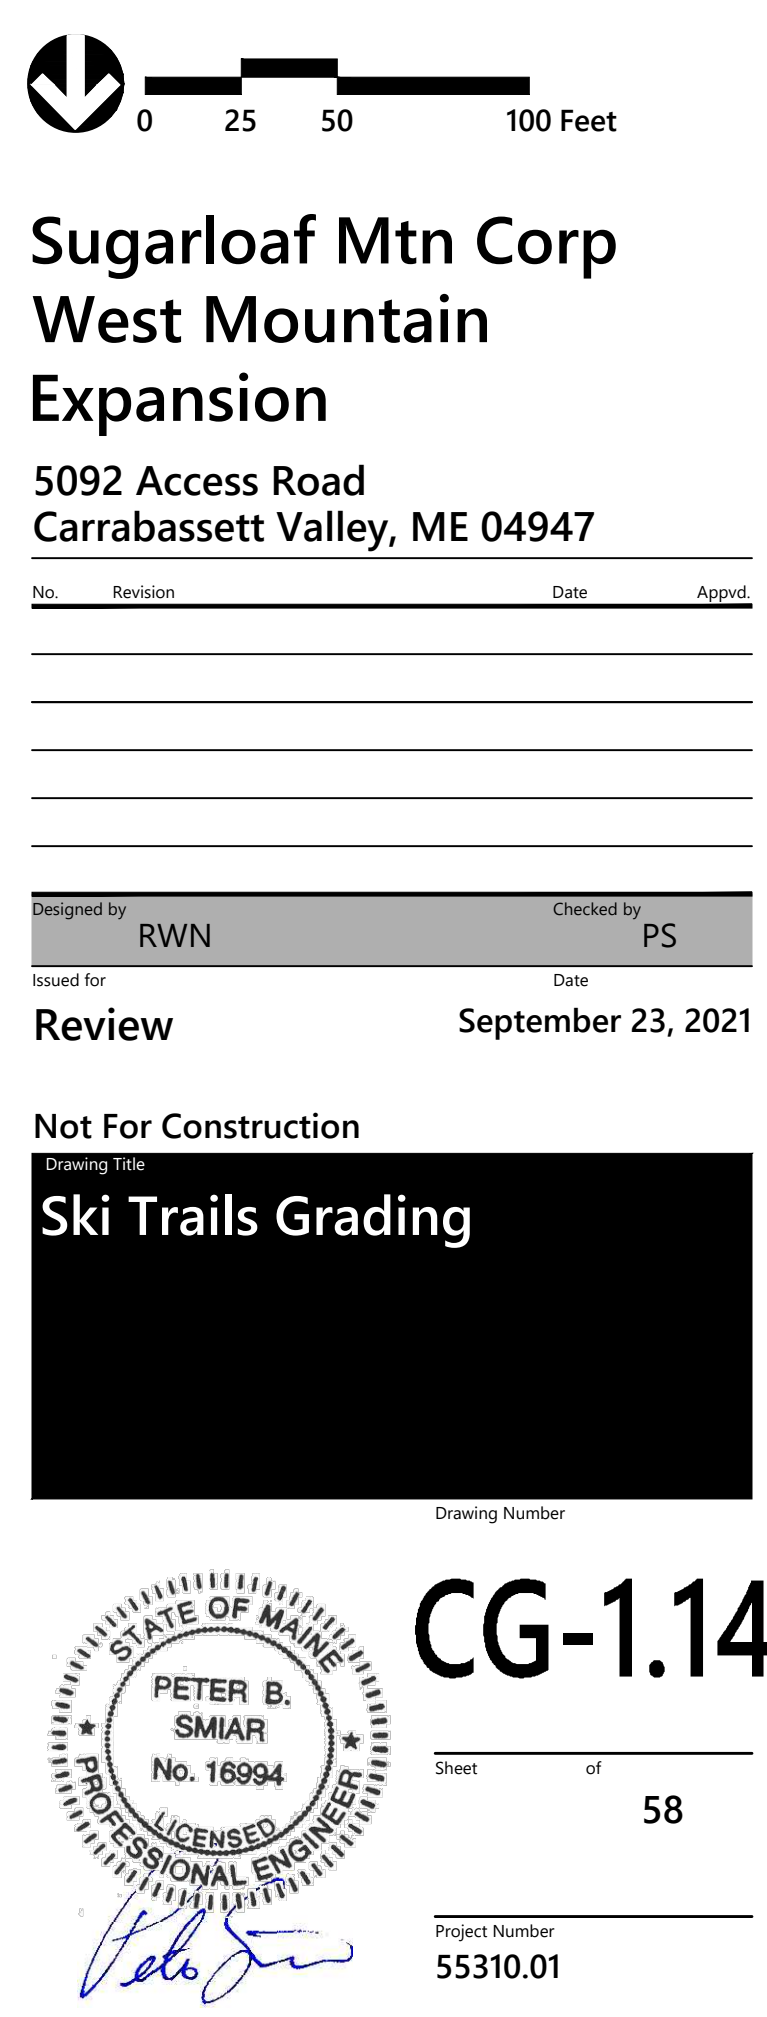 0 25 50 100 Feet
Sugarloaf Mtn Corp
West Mountain
Expansion
5092 Access Road
Carrabassett Valley, ME 04947
No. Revision Date Appvd.
Designed by Checked by
RWN PS
Issued for Date
Review September 23, 2021
Not For Construction
Drawing Title
Ski Trails Grading
Drawing Number
CG-1.14
STATE OF MAINE
PETER B.
SMIAR
No. 16994
LICENSED
PROFESSIONAL ENGINEER
Sheet of
58
Project Number
55310.01